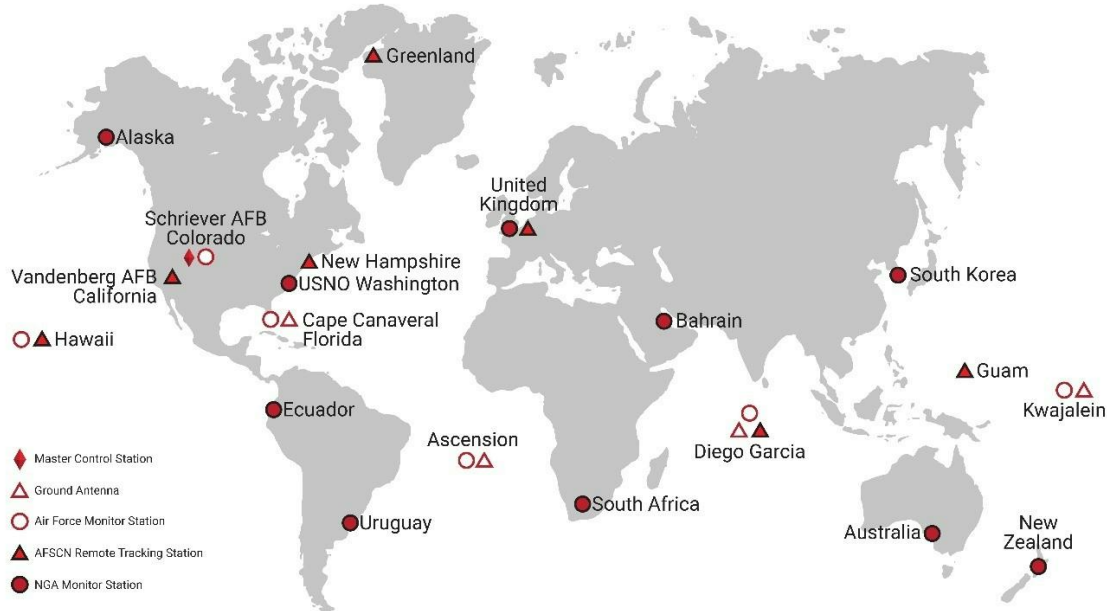 Greenland
Alaska
United
Kingdom
Schriever AFB
Colorado
New Hampshire
Vandenberg AFB
California
USNO Washington
South Korea
Cape Canaveral
Florida
Bahrain
Hawaii
Guam
Kwajalein
Ecuador
Ascension
Diego Garcia
South Africa
Uruguay
Australia
New
Zealand
Master Control Station
Ground Antenna
Air Force Monitor Station
AFSCN Remote Tracking Station
NGA Monitor Station